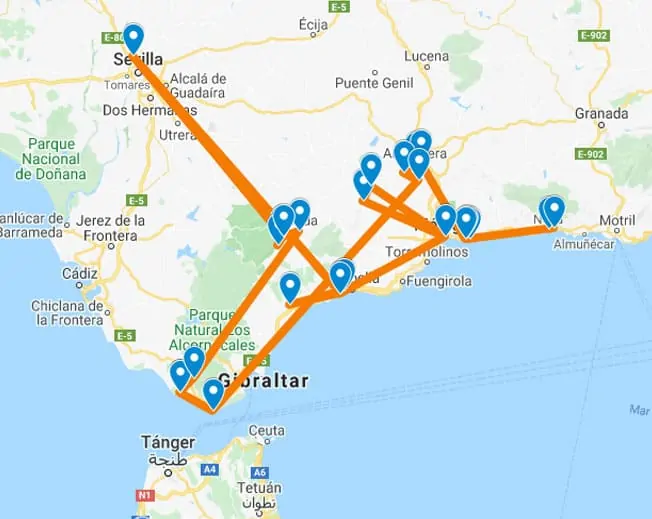 E-5
E-902
E-80
Écija
Sevilla
Lucena
Tomares
Alcalá de
Guadaíra
Puente Genil
Dos Hermanas
Granada
Utrera
E-902
Parque
Nacional
de Doñana
E-5
Sanlúcar de
Barrameda
Jerez de la
Frontera
Motril
Almuñécar
Torremolinos
Cádiz
Fuengirola
Chiclana de
la Frontera
Parque
Natural Los
Alcornocales
E-5
E-5
Gibraltar
Mar
Ceuta
Tánger
طنجة
A4
A6
N1
Tetuán
تطوان